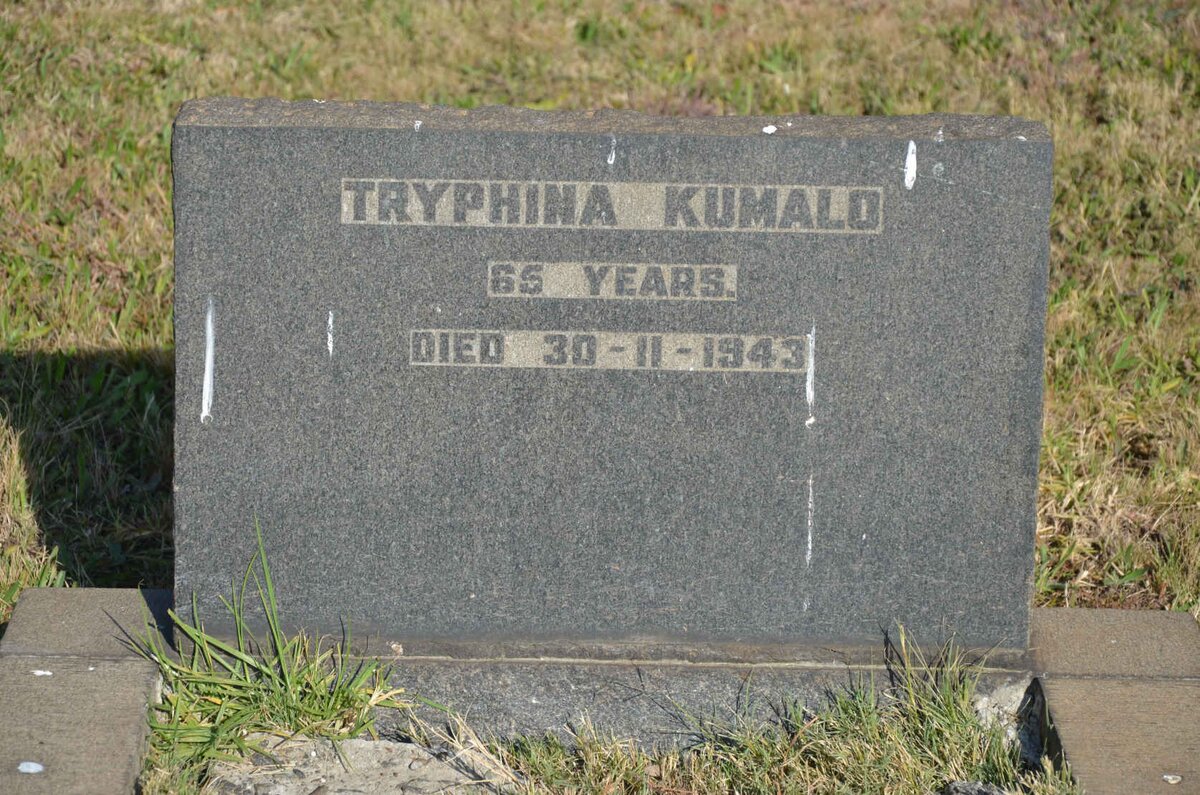 TRYPHINA KUMALO
65 YEARS.
DIED 30-11-1943